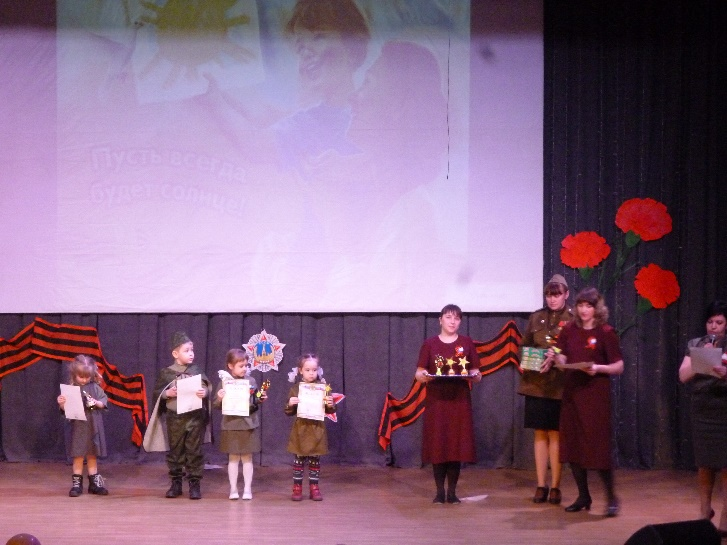 Пусть всегда
будет солнце!